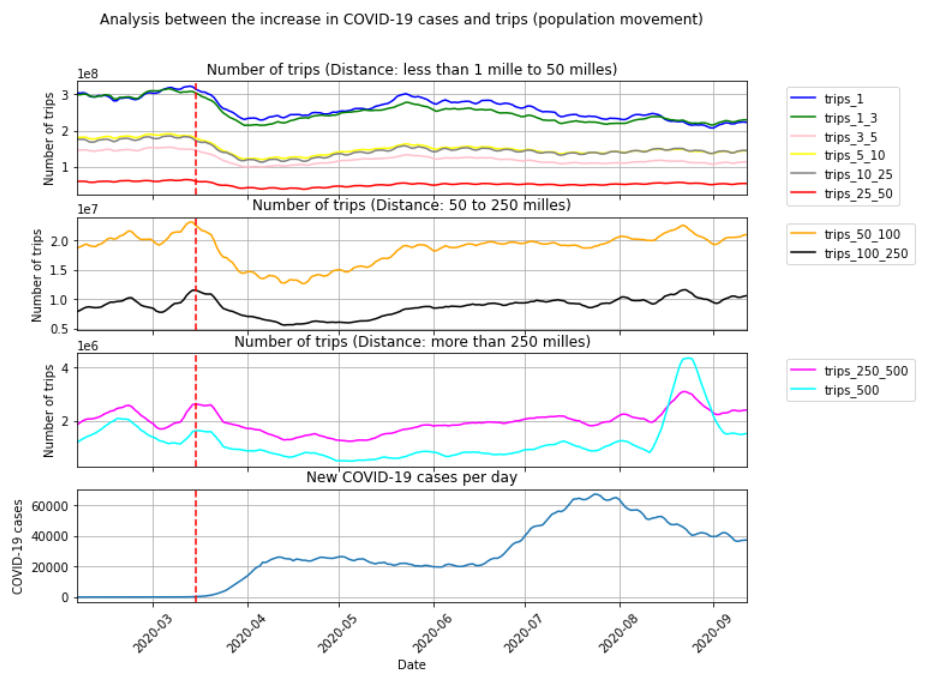 Analysis between the increase in COVID-19 cases and trips (population movement)
Number of trips (Distance: less than 1 mille to 50 milles)
1e8
Number of trips
3
2
1
trips_1
trips_1_3
trips_3_5
trips_5_10
trips_10_25
trips_25_50
Number of trips (Distance: 50 to 250 milles)
1e7
Number of trips
2.0
1.5
1.0
0.5
trips_50_100
trips_100_250
Number of trips (Distance: more than 250 milles)
1e6
Number of trips
4
2
trips_250_500
trips_500
New COVID-19 cases per day
COVID-19 cases
60000
40000
20000
0
2020-03
2020-04
2020-05
2020-06
2020-07
2020-08
2020-09
Date